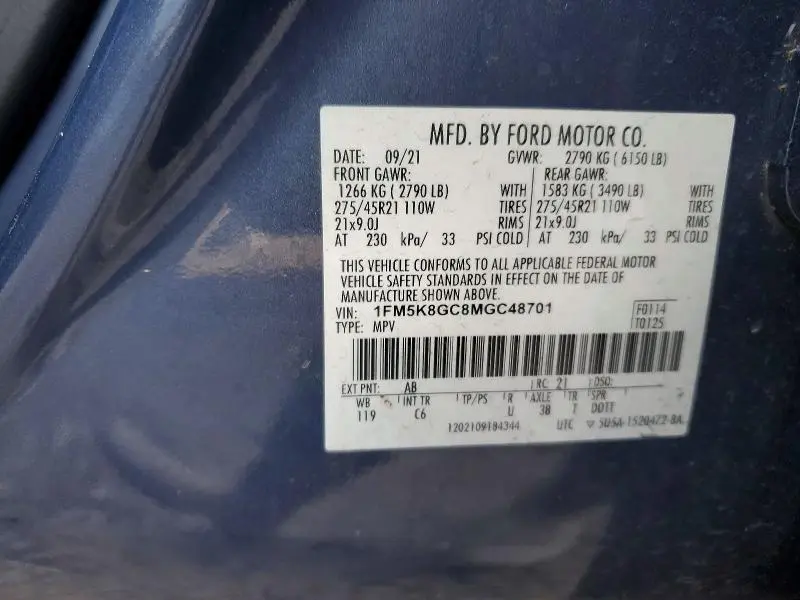 MFD. BY FORD MOTOR CO.
DATE: 09/21 GVWR: 2790 KG ( 6150 LB)
FRONT GAWR: REAR GAWR:
1266 KG ( 2790 LB) WITH 1583 KG ( 3490 LB) WITH
275/45R21 110W TIRES 275/45R21 110W TIRES
21x9.0J RIMS 21x9.0J RIMS
AT 230 kPa/ 33 PSI COLD AT 230 kPa/ 33 PSI COLD
THIS VEHICLE CONFORMS TO ALL APPLICABLE FEDERAL MOTOR
VEHICLE SAFETY STANDARDS IN EFFECT ON THE DATE OF
MANUFACTURE SHOWN ABOVE.
VIN: 1FM5K8GC8MGC48701 F0114
TYPE: MPV T0125
EXT PNT: AB RC: 21 DSO:
WB INT TR TP/PS R AXLE TR SPR
119 C6 U 38 T DOTT
1202109184344 UTC